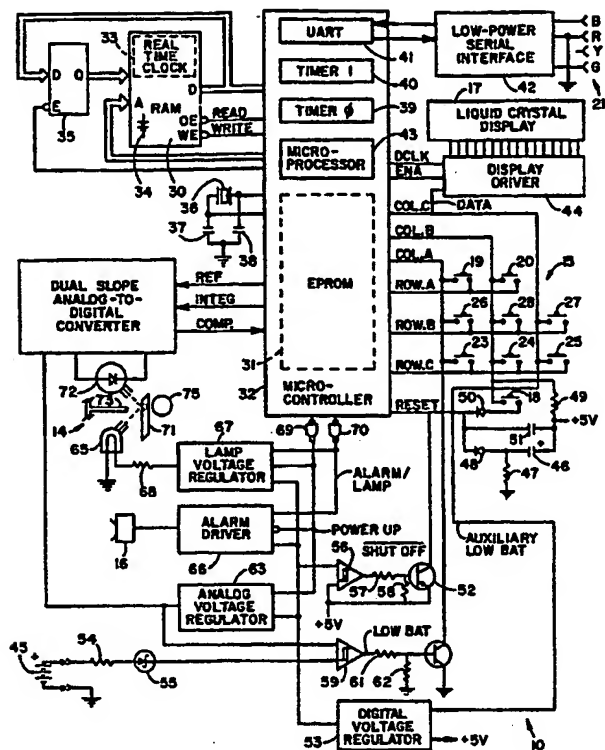 33
REAL
TIME
CLOCK
D
Q
E
35
D
A
RAM
OE
WE
34
30
READ
WRITE
UART
41
TIMER 1
40
TIMER Ø
39
MICRO-
PROCESSOR
43
EPROM
31
32
MICRO-
CONTROLLER
LOW-POWER
SERIAL
INTERFACE
42
B
R
Y
G
21
17
LIQUID CRYSTAL
DISPLAY
DCLK
ENA
DISPLAY
DRIVER
44
COL.C
DATA
COL.B
COL.A
20
15
19
ROW.A
26
28
27
ROW.B
23
24
25
ROW.C
RESET
50
18
49
+5V
51
48
46
+
47
36
37
38
DUAL SLOPE
ANALOG-TO-
DIGITAL
CONVERTER
REF
INTEG
COMP.
72
73
75
14
71
65
68
67
LAMP
VOLTAGE
REGULATOR
69
70
ALARM/
LAMP
16
ALARM
DRIVER
66
POWER UP
63
ANALOG
VOLTAGE
REGULATOR
AUXILIARY
LOW BAT
SHUT OFF
56
57
58
52
+5V
LOW BAT
45
+
54
55
59
61
62
DIGITAL
VOLTAGE
REGULATOR
53
+5V
10